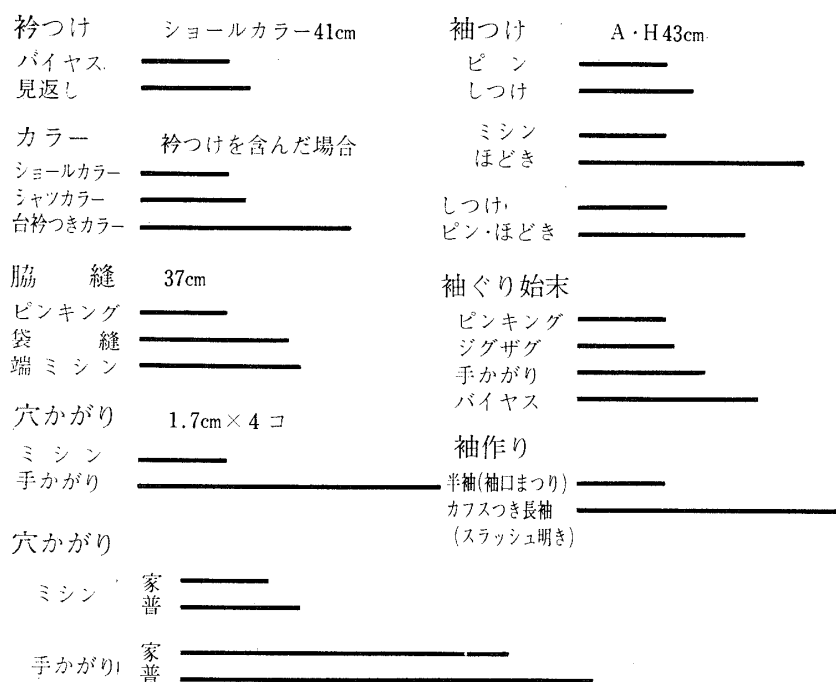 衿つけ ショールカラー41cm
バイヤス
見返し
カラー 衿つけを含んだ場合
ショールカラー
シャツカラー
台衿つきカラー
脇縫 37cm
ピンキング
袋縫
端ミシン
穴かがり 1.7cm×4コ
ミシン
手かがり
穴かがり
ミシン 家
普
手かがり 家
普
袖つけ A・H43cm
ピン
しつけ
ミシン
ほどき
しつけ
ピン・ほどき
袖ぐり始末
ピンキング
ジグザグ
手かがり
バイヤス
袖作り
半袖(袖口まつり)
カフスつき長袖
(スラッシュ明き)